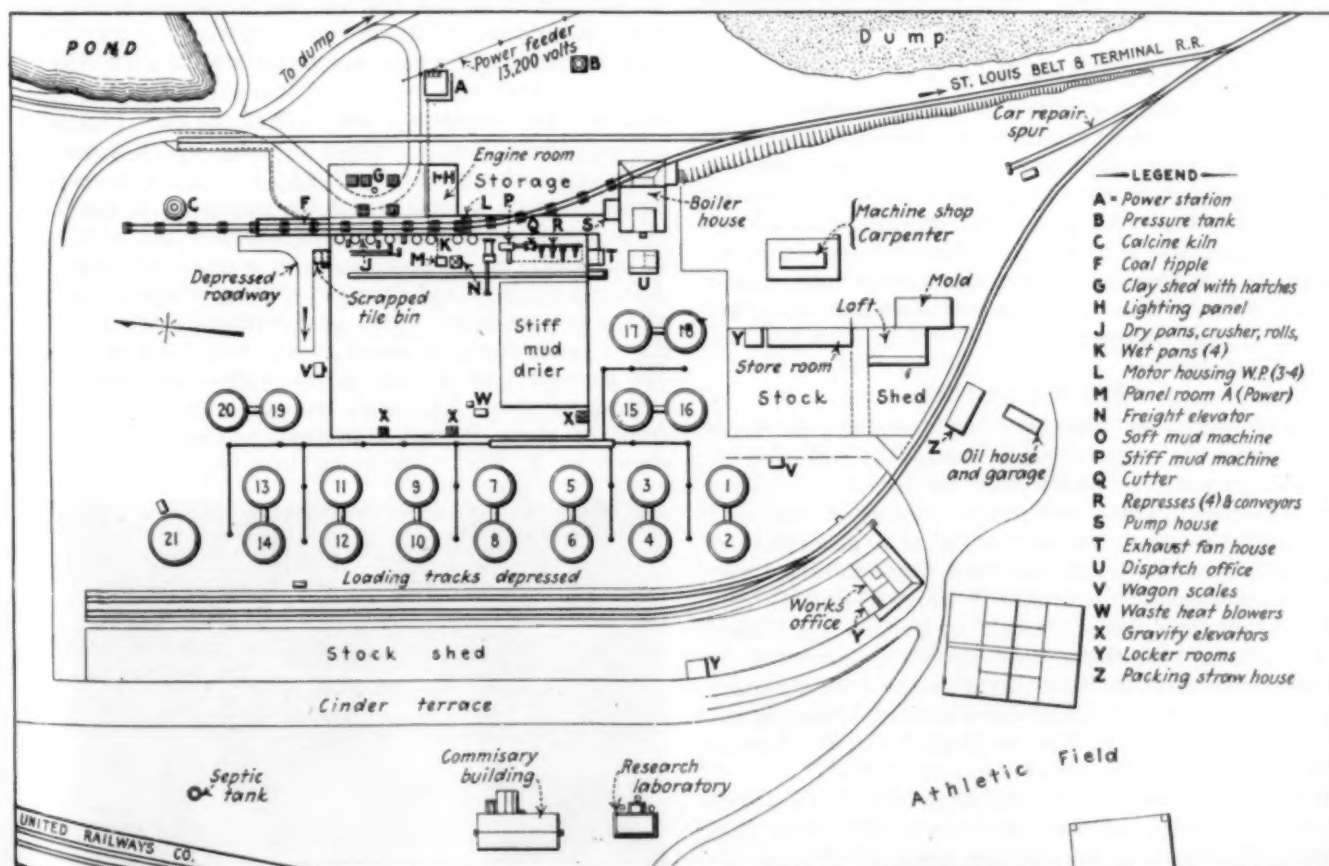 POND
To dump
Power feeder
13,200 volts
A
B
Dump
ST. LOUIS BELT & TERMINAL R.R.
Car repair
spur
Engine room
Storage
G
H
C
F
L
P
Q
R
S
Boiler
house
Machine shop
Carpenter
J
K
M
N
T
U
Depressed
roadway
Scrapped
tile bin
Stiff
mud
drier
Mold
Loft
17
18
Y
Store room
Stock
Shed
V
W
X
X
X
20
19
15
16
Z
Oil house
and garage
V
13
11
9
7
5
3
1
21
14
12
10
8
6
4
2
Loading tracks depressed
Works
office
Y
Stock shed
Y
Cinder terrace
Commisary
building
Research
laboratory
Septic
tank
Athletic Field
UNITED RAILWAYS CO.
LEGEND
A = Power station
B Pressure tank
C Calcine kiln
F Coal tipple
G Clay shed with hatches
H Lighting panel
J Dry pans, crusher, rolls,
K Wet pans (4)
L Motor housing W.P. (3-4)
M Panel room A (Power)
N Freight elevator
O Soft mud machine
P Stiff mud machine
Q Cutter
R Represses (4) & conveyors
S Pump house
T Exhaust fan house
U Dispatch office
V Wagon scales
W Waste heat blowers
X Gravity elevators
Y Locker rooms
Z Packing straw house